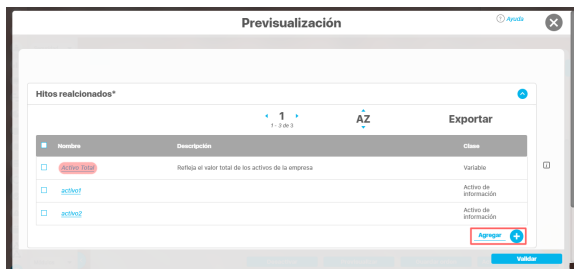 Previsualización
Ayuda
Hitos realcionados*
1
1 - 3 de 3
AZ
Exportar
Nombre Descripción Clase
Activo Total Refleja el valor total de los activos de la empresa Variable
activo1 Activo de
información
activo2 Activo de
información
Agregar
Validar